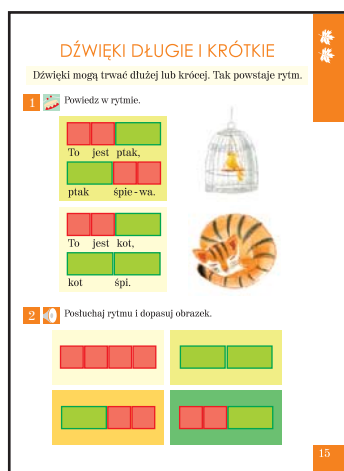 DŹWIĘKI DŁUGIE I KRÓTKIE
Dźwięki mogą trwać dłużej lub krócej. Tak powstaje rytm.
1 Powiedz w rytmie.
To jest ptak,
ptak śpie - wa.
To jest kot,
kot śpi.
2 Posłuchaj rytmu i dopasuj obrazek.
15